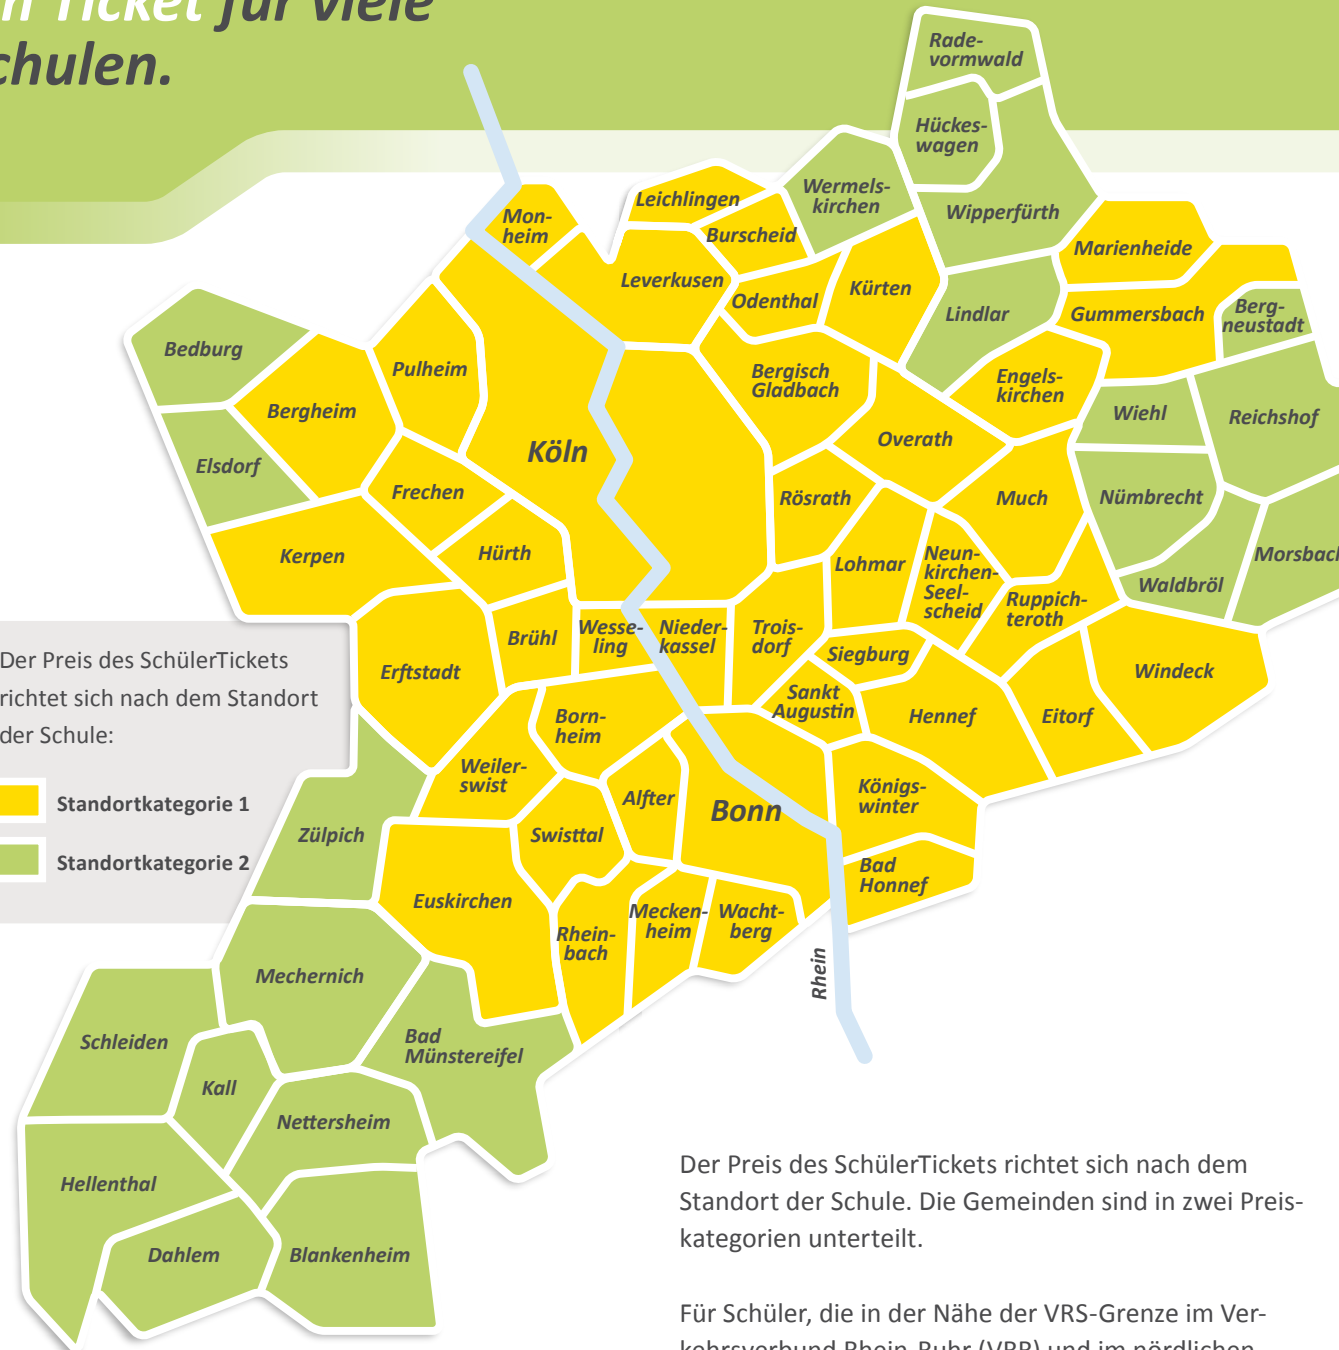 Ticket für viele
chulen.
Rade-
vormwald
Hückes-
wagen
Wermels-
kirchen
Wipperfürth
Leichlingen
Mon-
heim
Burscheid
Marienheide
Leverkusen
Odenthal
Kürten
Lindlar
Gummersbach
Berg-
neustadt
Bedburg
Pulheim
Bergisch
Gladbach
Engels-
kirchen
Bergheim
Wiehl
Reichshof
Köln
Overath
Elsdorf
Frechen
Rösrath
Much
Nümbrecht
Kerpen
Hürth
Lohmar
Neun-
kirchen-
Seel-
scheid
Morsbach
Waldbröl
Ruppich-
teroth
Brühl
Wesse-
ling
Nieder-
kassel
Trois-
dorf
Siegburg
Erftstadt
Windeck
Sankt
Augustin
Hennef
Eitorf
Born-
heim
Der Preis des SchülerTickets
richtet sich nach dem Standort
der Schule:
Standortkategorie 1
Standortkategorie 2
Weiler-
swist
Alfter
Bonn
Königs-
winter
Zülpich
Swisttal
Bad
Honnef
Euskirchen
Rhein-
bach
Mecken-
heim
Wacht-
berg
Rhein
Mechernich
Schleiden
Bad
Münstereifel
Kall
Nettersheim
Hellenthal
Dahlem
Blankenheim
Der Preis des SchülerTickets richtet sich nach dem
Standort der Schule. Die Gemeinden sind in zwei Preis-
kategorien unterteilt.
Für Schüler, die in der Nähe der VRS-Grenze im Ver-
kehrsverbund Rhein-Ruhr (VRR) und im nördlichen